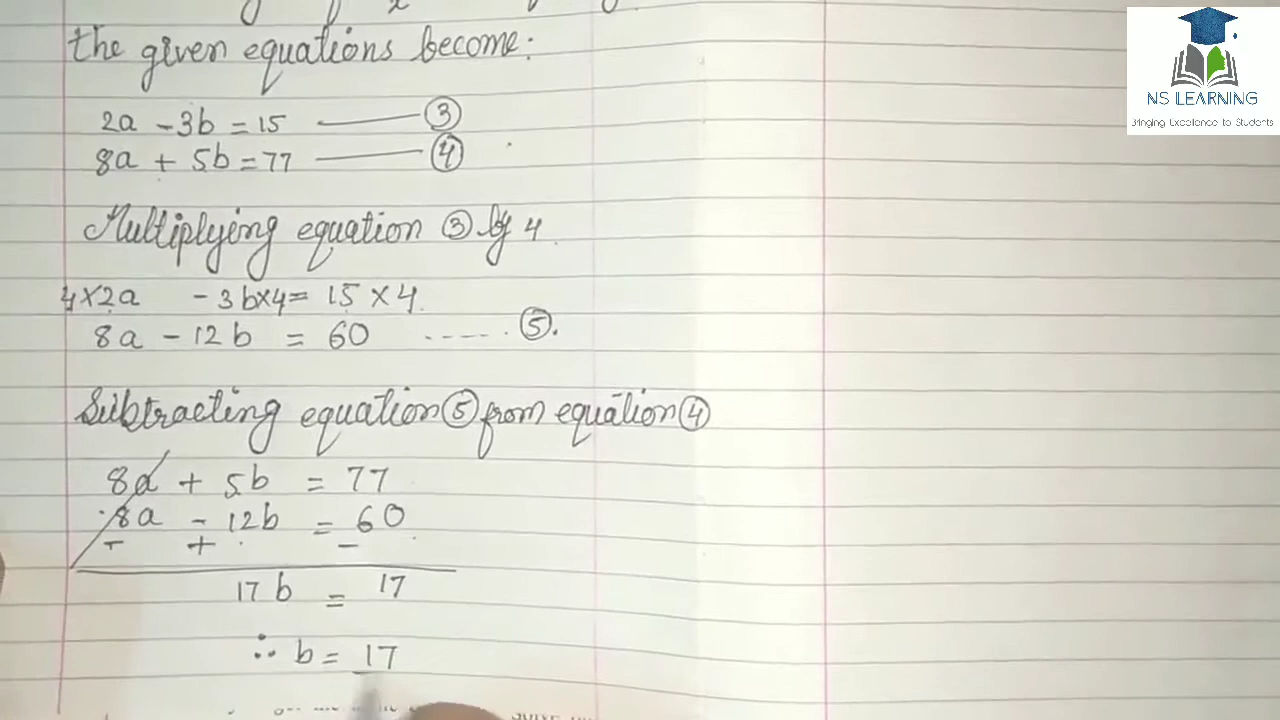 the given equations become:
2a - 3b = 15 ——— ③
8a + 5b = 77 ——— ④
Multiplying equation ③ by 4
4×2a - 3b×4 = 15 × 4.
8a - 12b = 60 ------ ⑤.
Subtracting equation ⑤ from equation ④
8a + 5b = 77
8a - 12b = 60
- + -
17b = 17
∴ b = 17
NS LEARNING
Bringing Excellence to Students